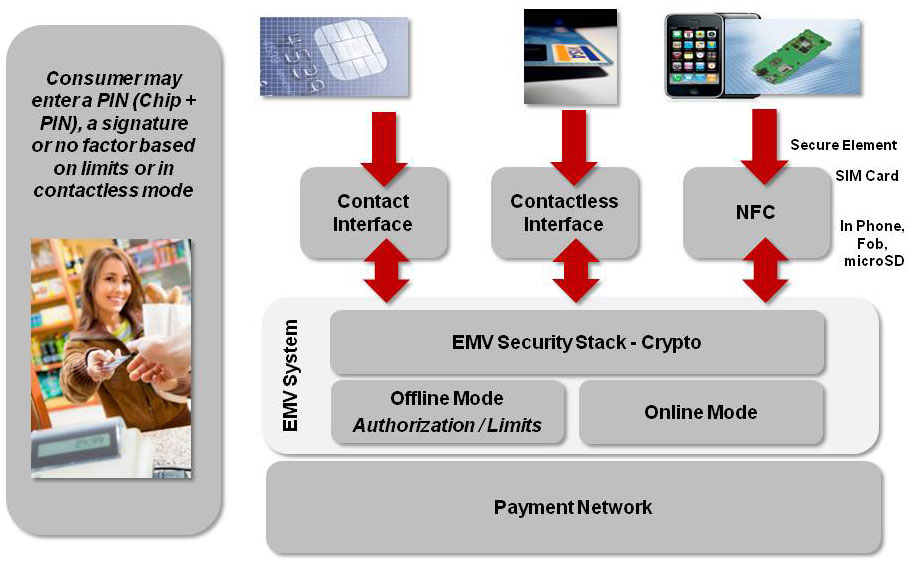 Consumer may
enter a PIN (Chip +
PIN), a signature
or no factor based
on limits or in
contactless mode
VISA
Secure Element
SIM Card
In Phone,
Fob,
microSD
Contact
Interface
Contactless
Interface
NFC
EMV System
EMV Security Stack - Crypto
Offline Mode
Authorization / Limits
Online Mode
Payment Network